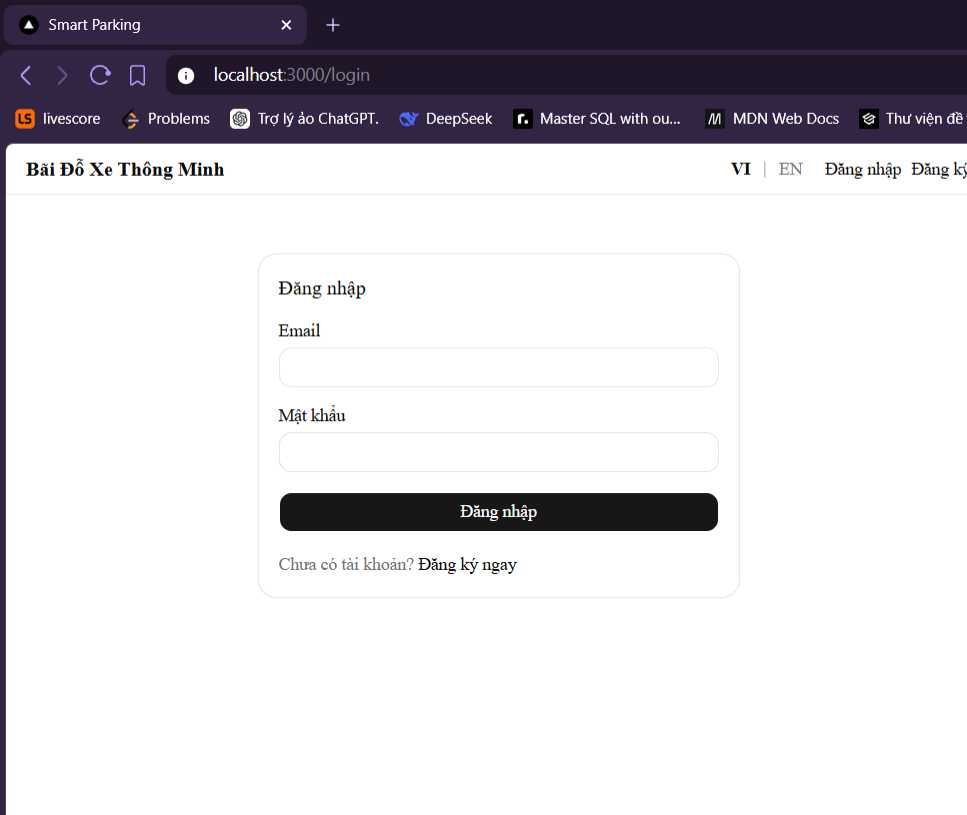 Smart Parking
localhost:3000/login
livescore Problems Trợ lý ảo ChatGPT. DeepSeek Master SQL with ou... MDN Web Docs Thư viện đề
Bãi Đỗ Xe Thông Minh VI | EN Đăng nhập Đăng ký
Đăng nhập
Email
Mật khẩu
Đăng nhập
Chưa có tài khoản? Đăng ký ngay